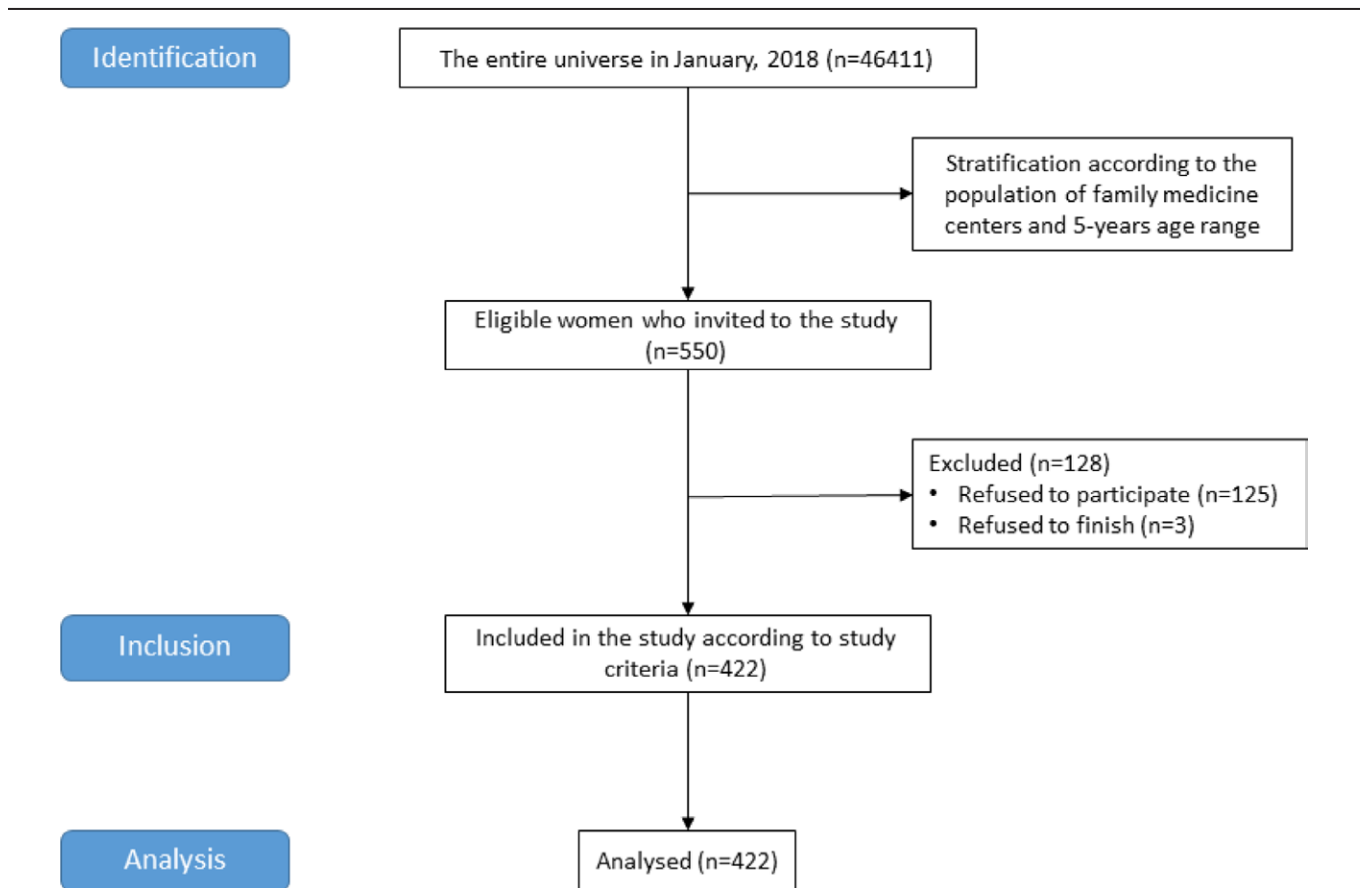 Identification
The entire universe in January, 2018 (n=46411)
Stratification according to the
population of family medicine
centers and 5-years age range
Eligible women who invited to the study
(n=550)
Excluded (n=128)
• Refused to participate (n=125)
• Refused to finish (n=3)
Inclusion
Included in the study according to study
criteria (n=422)
Analysis
Analysed (n=422)